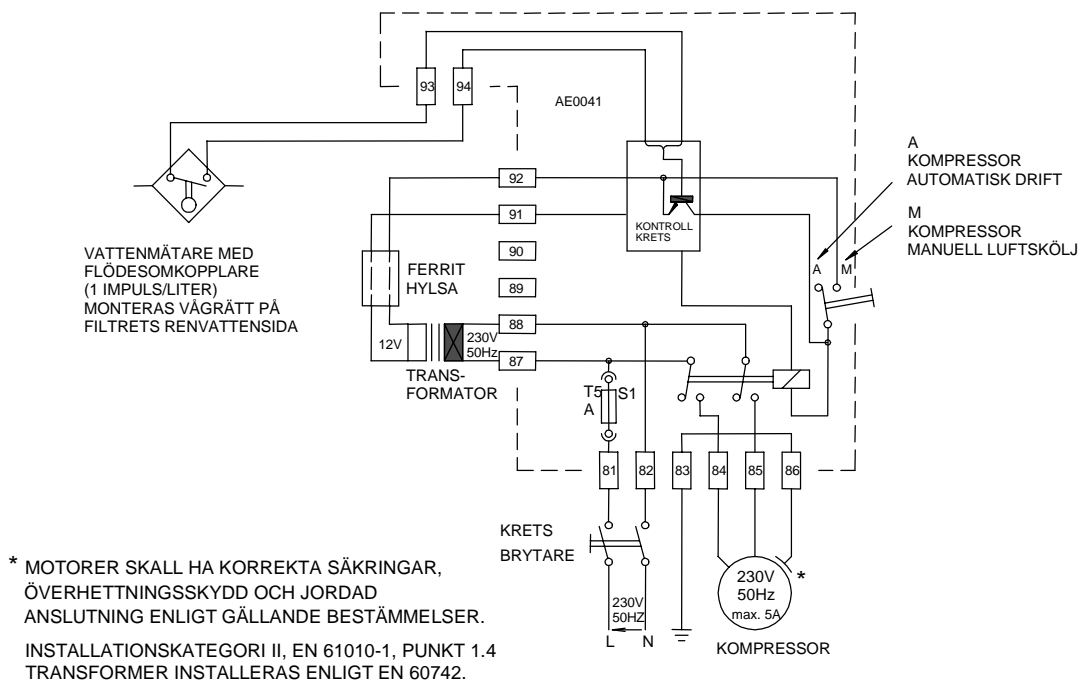 93
94
AE0041
A
KOMPRESSOR
AUTOMATISK DRIFT
M
KOMPRESSOR
MANUELL LUFTSKÖLJ
92
91
90
89
88
87
KONTROLL
KRETS
A
M
VATTENMÄTARE MED
FLÖDESOMKOPPLARE
(1 IMPULS/LITER)
MONTERAS VÅGRÄTT PÅ
FILTRETS RENVATTENSIDA
FERRIT
HYLSA
12V
230V
50Hz
TRANS-
FORMATOR
T5
A
S1
81
82
83
84
85
86
KRETS
BRYTARE
230V
50HZ
L
N
230V
50Hz
max. 5A
*
KOMPRESSOR
* MOTORER SKALL HA KORREKTA SÄKRINGAR,
ÖVERHETTNINGSSKYDD OCH JORDAD
ANSLUTNING ENLIGT GÄLLANDE BESTÄMMELSER.
INSTALLATIONSKATEGORI II, EN 61010-1, PUNKT 1.4
TRANSFORMER INSTALLERAS ENLIGT EN 60742.